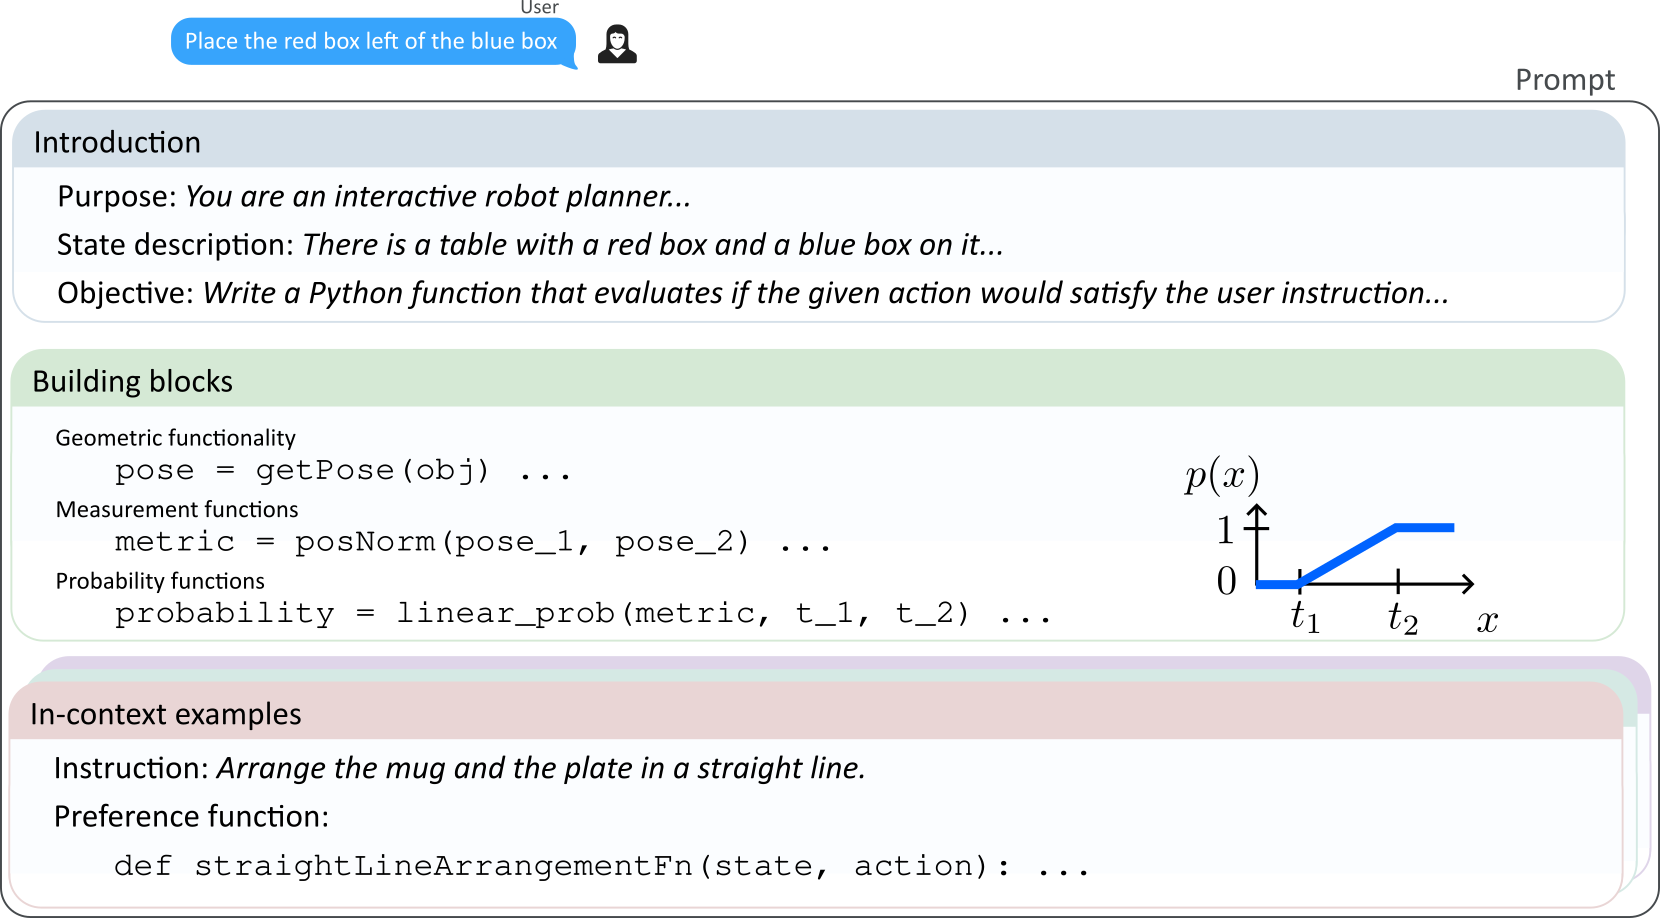 User
Place the red box left of the blue box
Prompt
Introduction
Purpose: You are an interactive robot planner...
State description: There is a table with a red box and a blue box on it...
Objective: Write a Python function that evaluates if the given action would satisfy the user instruction...
Building blocks
Geometric functionality
pose = getPose(obj) ...
Measurement functions
metric = posNorm(pose_1, pose_2) ...
Probability functions
probability = linear_prob(metric, t_1, t_2) ...
p(x)
1
0
t₁ t₂ x
In-context examples
Instruction: Arrange the mug and the plate in a straight line.
Preference function:
def straightLineArrangementFn(state, action): ...